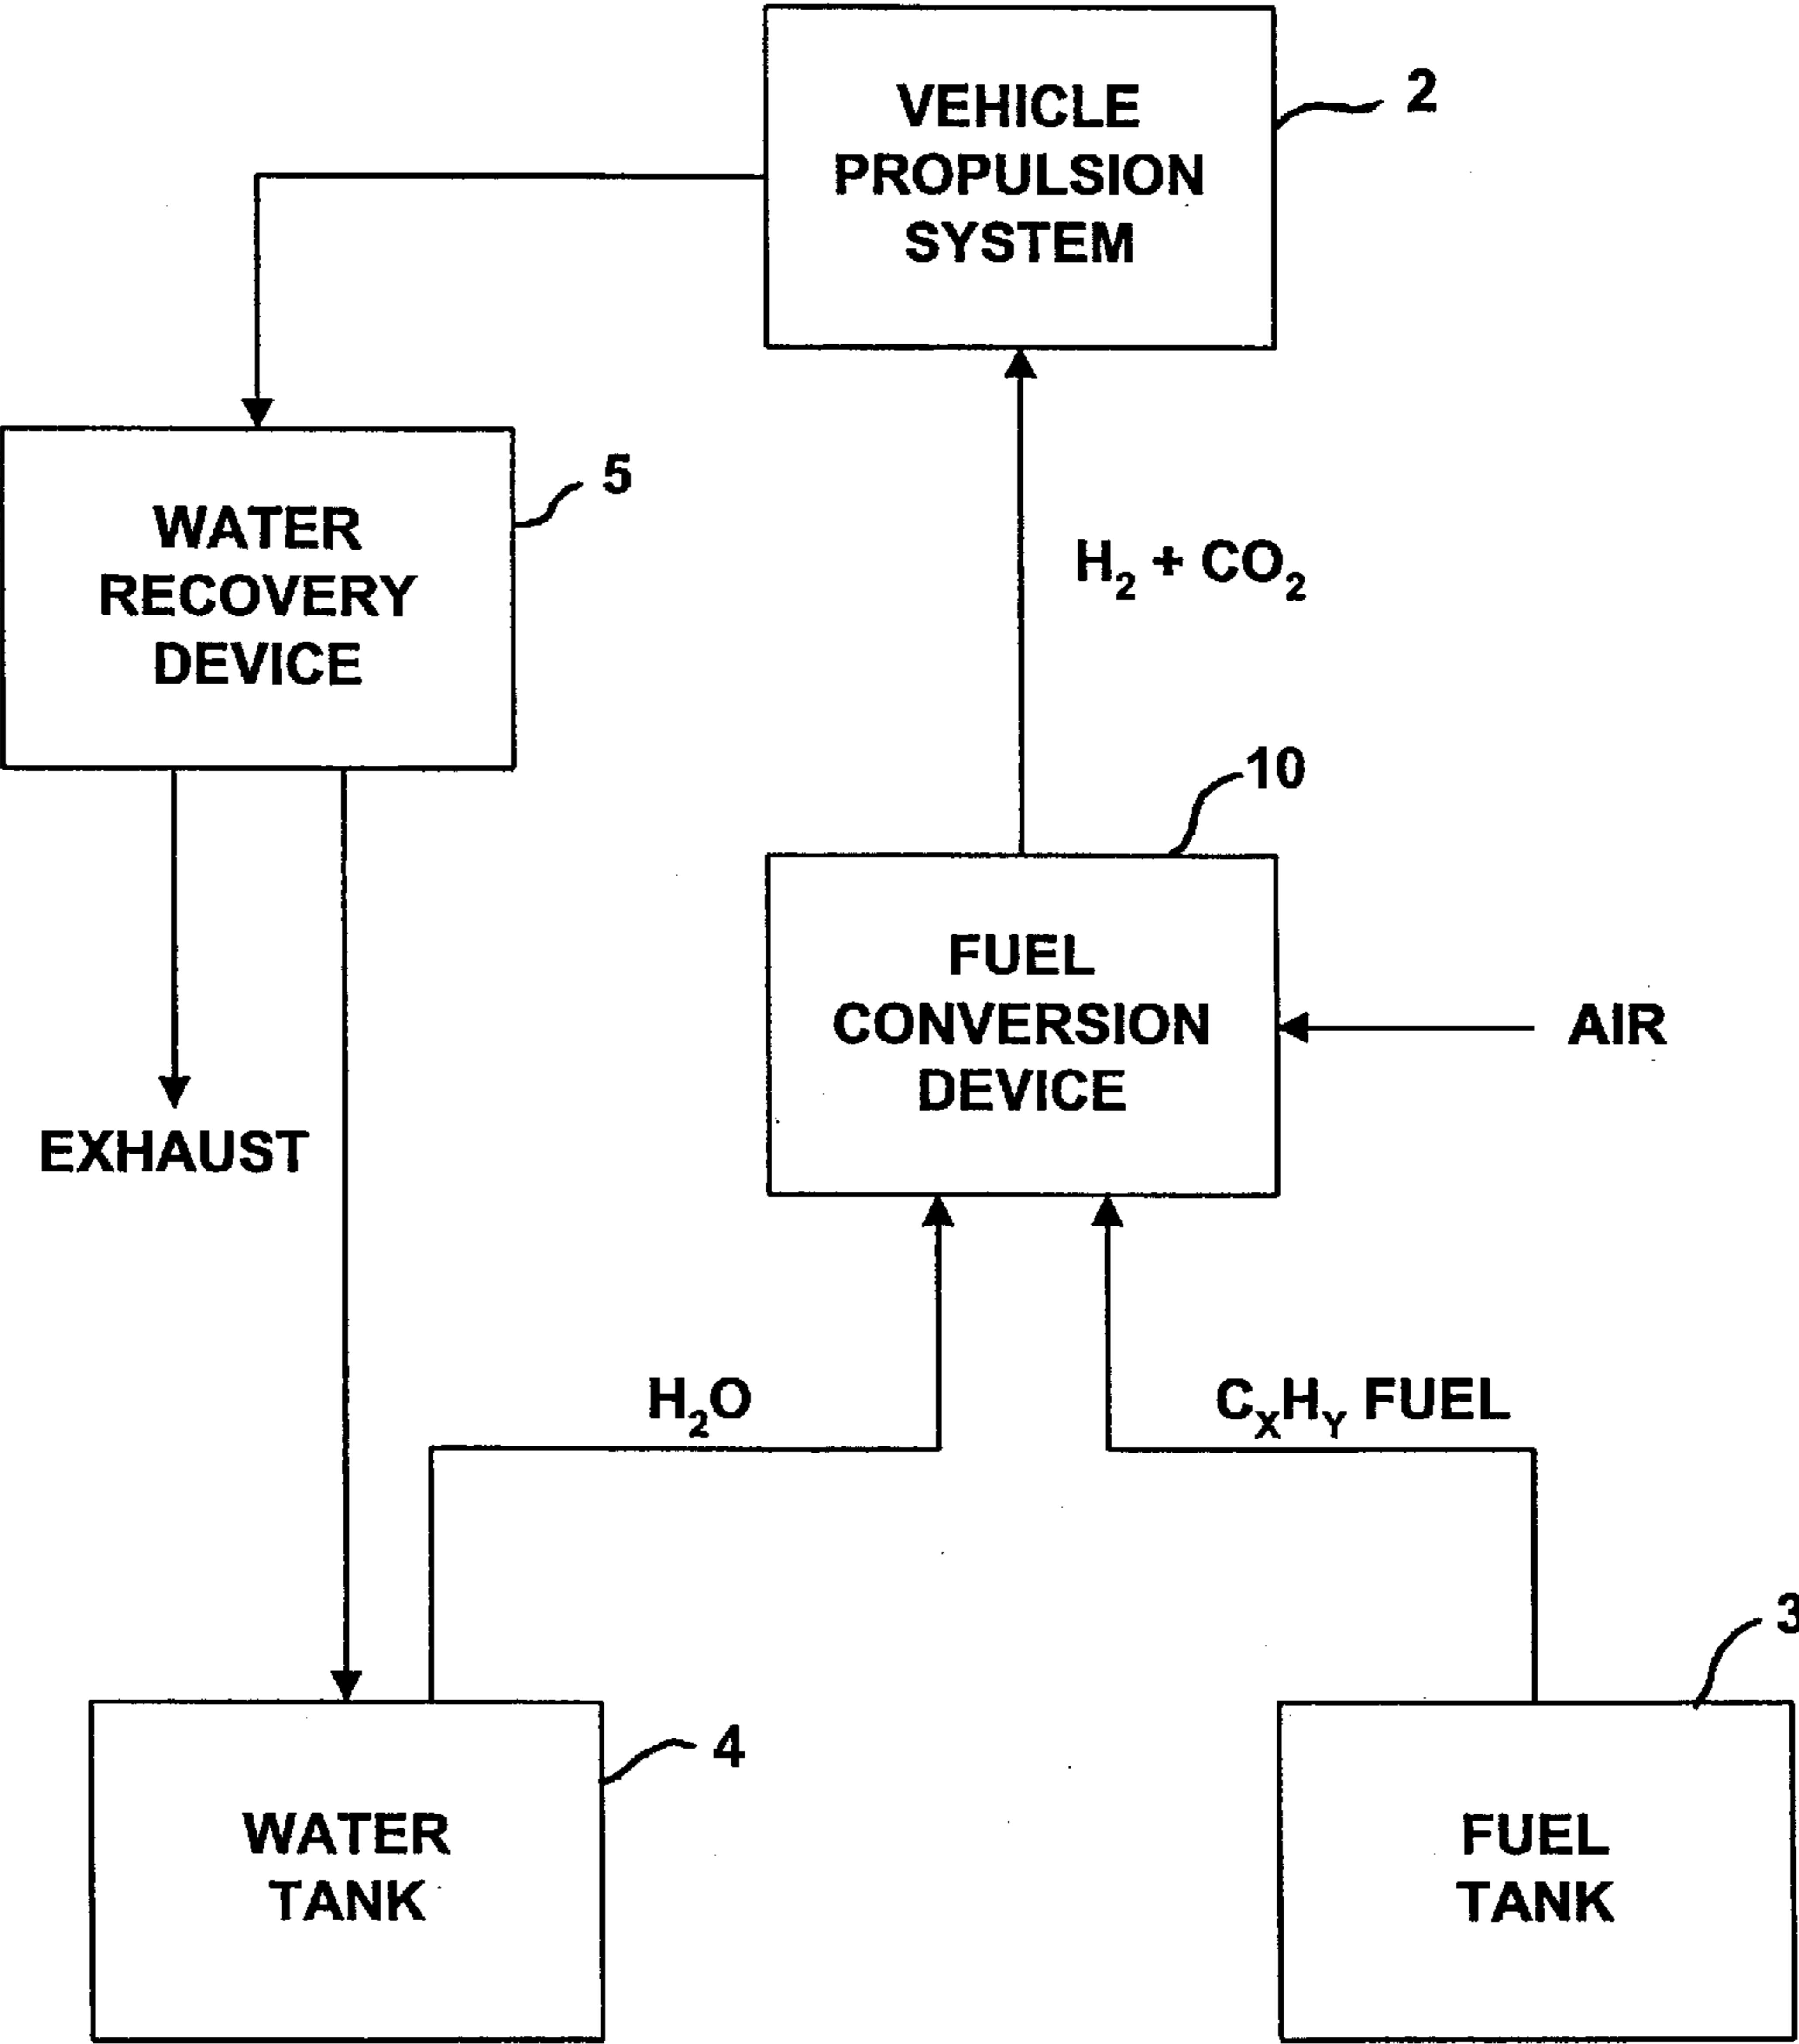 VEHICLE
PROPULSION
SYSTEM
2
WATER
RECOVERY
DEVICE
5
H₂ + CO₂
10
FUEL
CONVERSION
DEVICE
AIR
EXHAUST
H₂O
CₓHᵧ FUEL
3
4
WATER
TANK
FUEL
TANK